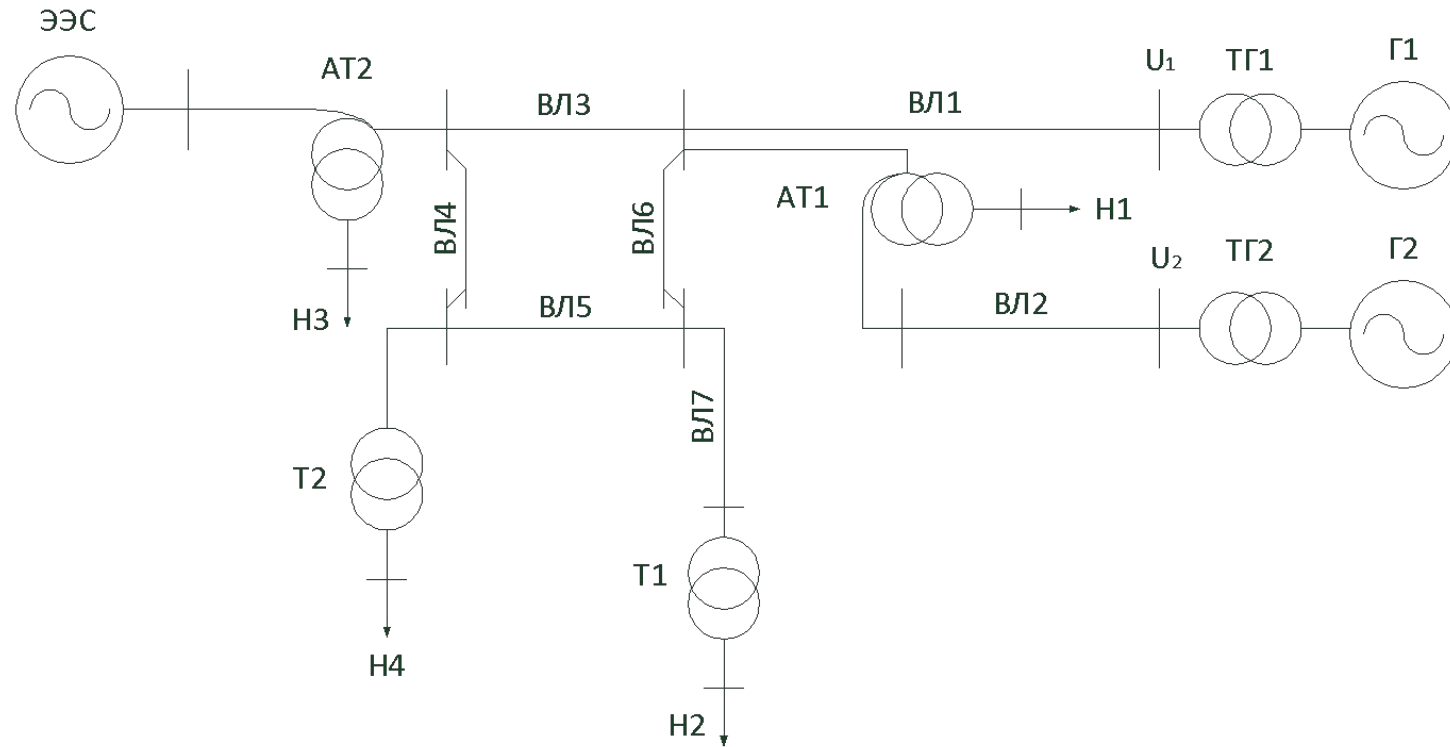 ЭЭС
АТ2
ВЛ3
ВЛ1
U₁
ТГ1
Г1
ВЛ4
ВЛ6
АТ1
Н1
U₂
ТГ2
Г2
Н3
ВЛ5
ВЛ2
ВЛ7
Т2
Т1
Н4
Н2